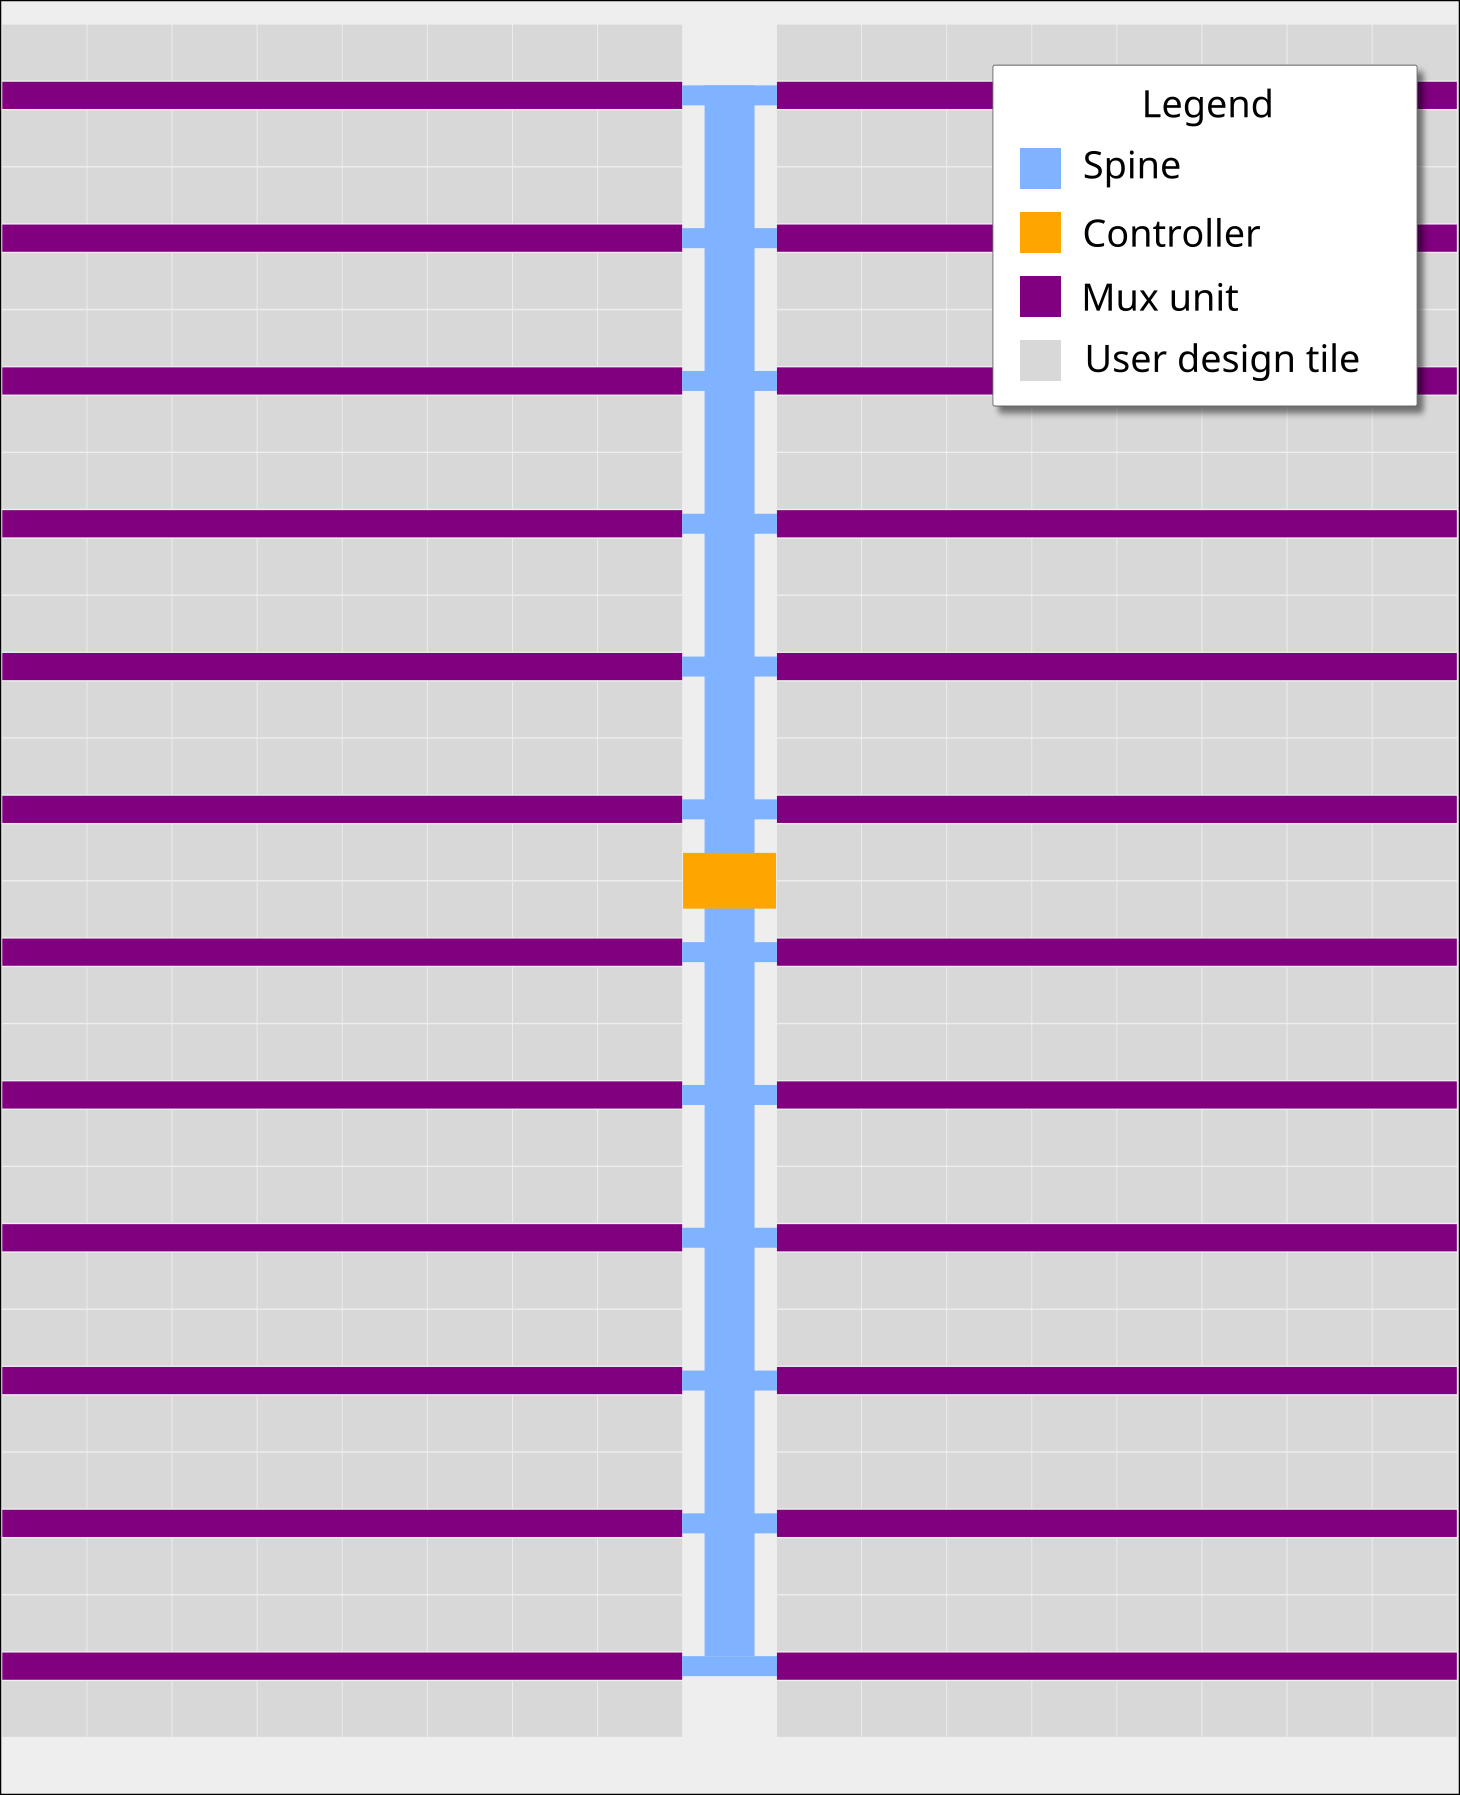 Legend
Spine
Controller
Mux unit
User design tile